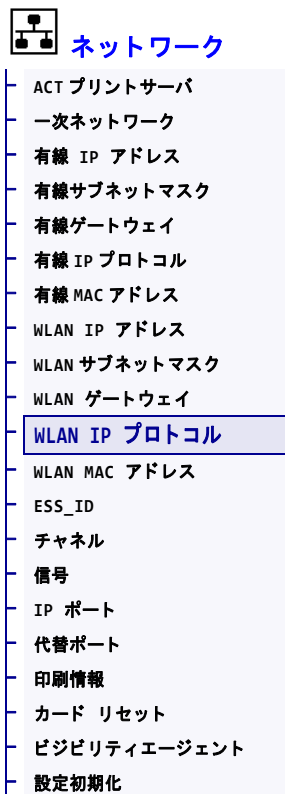 ネットワーク
ACT プリントサーバ
一次ネットワーク
有線 IP アドレス
有線サブネットマスク
有線ゲートウェイ
有線 IP プロトコル
有線 MAC アドレス
WLAN IP アドレス
WLAN サブネットマスク
WLAN ゲートウェイ
WLAN IP プロトコル
WLAN MAC アドレス
ESS_ID
チャネル
信号
IP ポート
代替ポート
印刷情報
カード リセット
ビジビリティエージェント
設定初期化